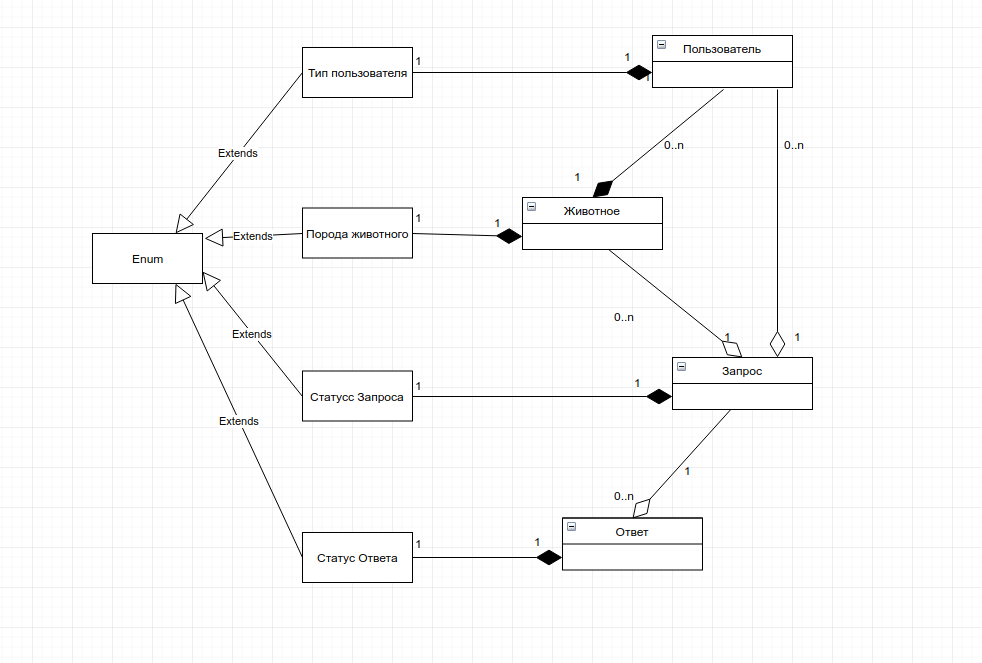 Пользователь
1
1
1
Тип пользователя
0..n
0..n
Extends
1
Животное
1
1
Порода животного
Extends
Enum
0..n
1
1
Extends
Запрос
1
1
Статусс Запроса
Extends
1
0..n
Ответ
1
1
Статус Ответа